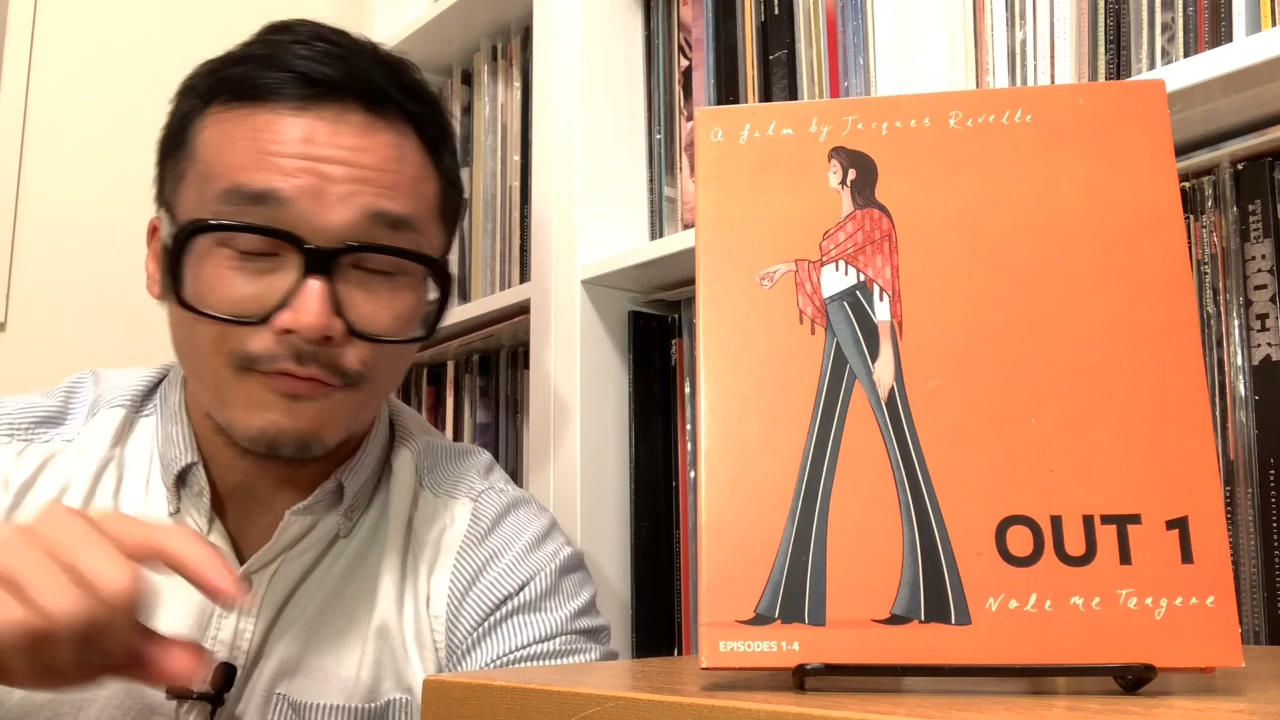 A film by Jacques Rivette
OUT 1
Noli me Tangere
EPISODES 1-4
THE ROCK